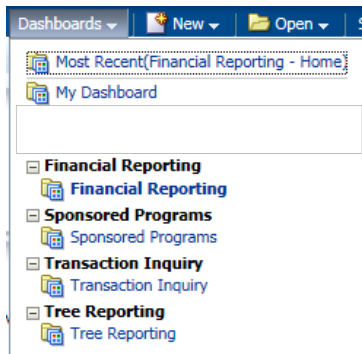 Dashboards New Open S
Most Recent(Financial Reporting - Home)
My Dashboard
Financial Reporting
Financial Reporting
Sponsored Programs
Sponsored Programs
Transaction Inquiry
Transaction Inquiry
Tree Reporting
Tree Reporting